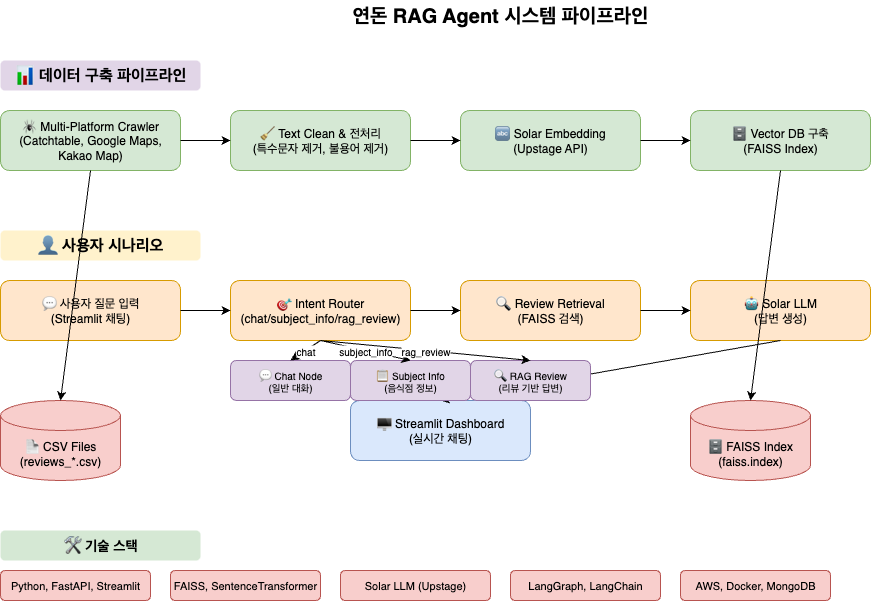 연돈 RAG Agent 시스템 파이프라인
📊 데이터 구축 파이프라인
🕷️ Multi-Platform Crawler
(Catchtable, Google Maps,
Kakao Map)
🧹 Text Clean & 전처리
(특수문자 제거, 불용어 제거)
🔤 Solar Embedding
(Upstage API)
🗄️ Vector DB 구축
(FAISS Index)
👤 사용자 시나리오
💬 사용자 질문 입력
(Streamlit 채팅)
🎯 Intent Router
(chat/subject_info/rag_review)
🔍 Review Retrieval
(FAISS 검색)
🤖 Solar LLM
(답변 생성)
chat
subject_info
rag_review
💬 Chat Node
(일반 대화)
📋 Subject Info
(음식점 정보)
🔍 RAG Review
(리뷰 기반 답변)
🖥️ Streamlit Dashboard
(실시간 채팅)
📄 CSV Files
(reviews_*.csv)
🗄️ FAISS Index
(faiss.index)
🛠️ 기술 스택
Python, FastAPI, Streamlit
FAISS, SentenceTransformer
Solar LLM (Upstage)
LangGraph, LangChain
AWS, Docker, MongoDB